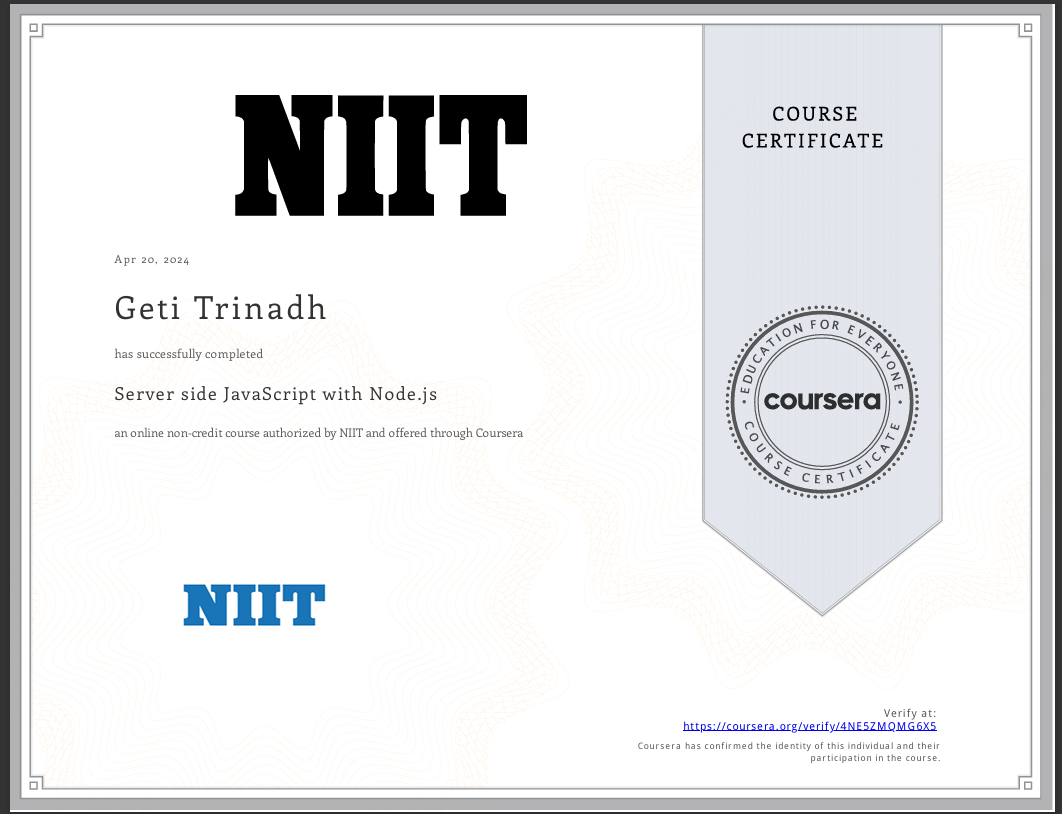 NIIT
Apr 20, 2024
Geti Trinadh
has successfully completed
Server side JavaScript with Node.js
an online non-credit course authorized by NIIT and offered through Coursera
NIIT
COURSE
CERTIFICATE
EDUCATION FOR EVERYONE
coursera
COURSE CERTIFICATE
Verify at:
https://coursera.org/verify/4NE5ZMQMG6X5
Coursera has confirmed the identity of this individual and their
participation in the course.